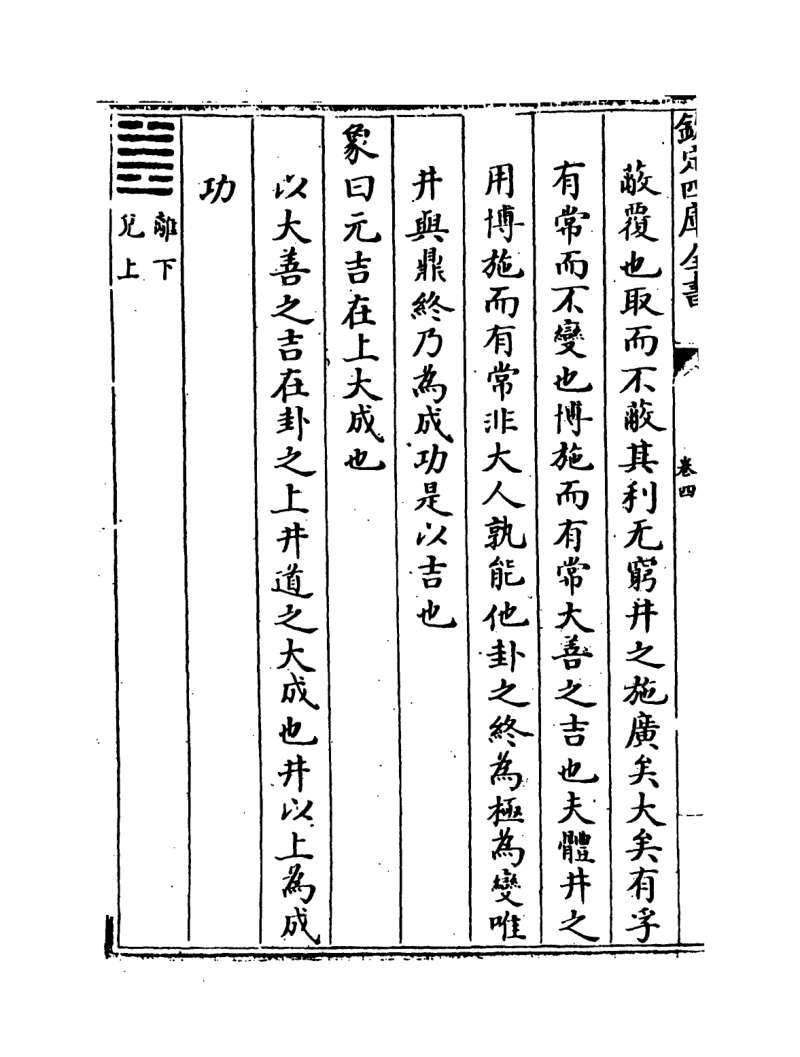 欽定四庫全書
卷四
蔽覆也取而不蔽其利无窮井之施廣矣大矣有孚
有常而不變也博施而有常大善之吉也夫體井之
用博施而有常非大人孰能他卦之終為極為變唯
井與鼎終乃為成功是以吉也
象曰元吉在上大成也
以大善之吉在卦之上井道之大成也井以上為成
功
離下
兌上